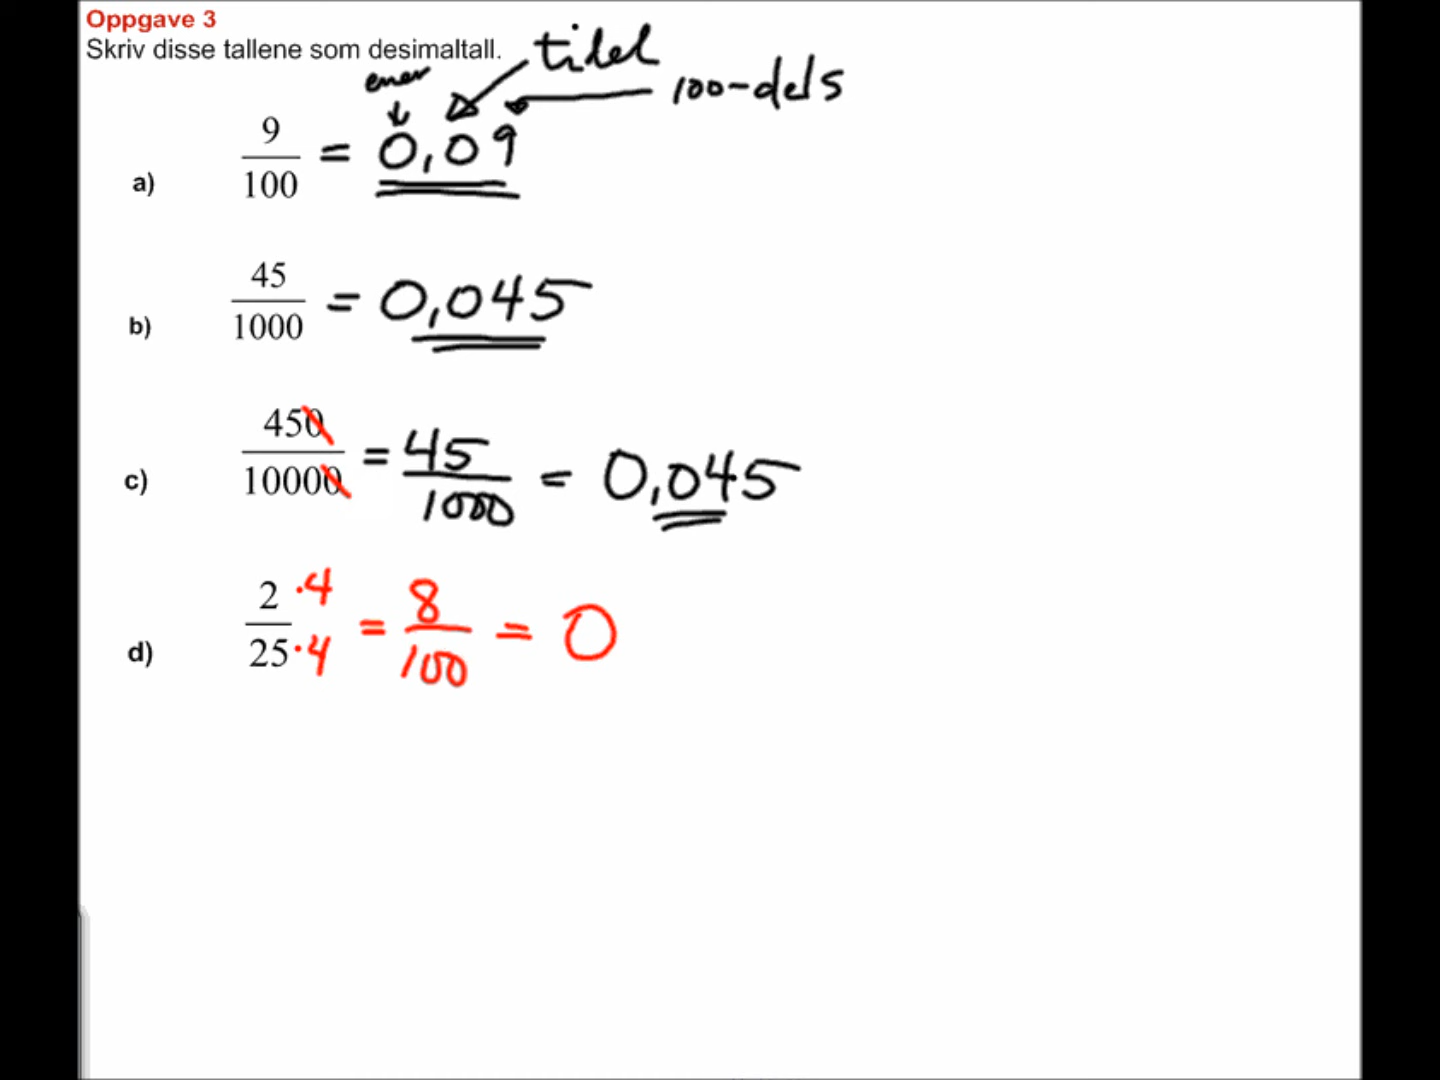 Oppgave 3
Skriv disse tallene som desimaltall.
tidel
ener
100-dels
a) 9/100 = 0,09
b) 45/1000 = 0,045
c) 450/10000 = 45/1000 = 0,045
d) 2·4/25·4 = 8/100 = 0